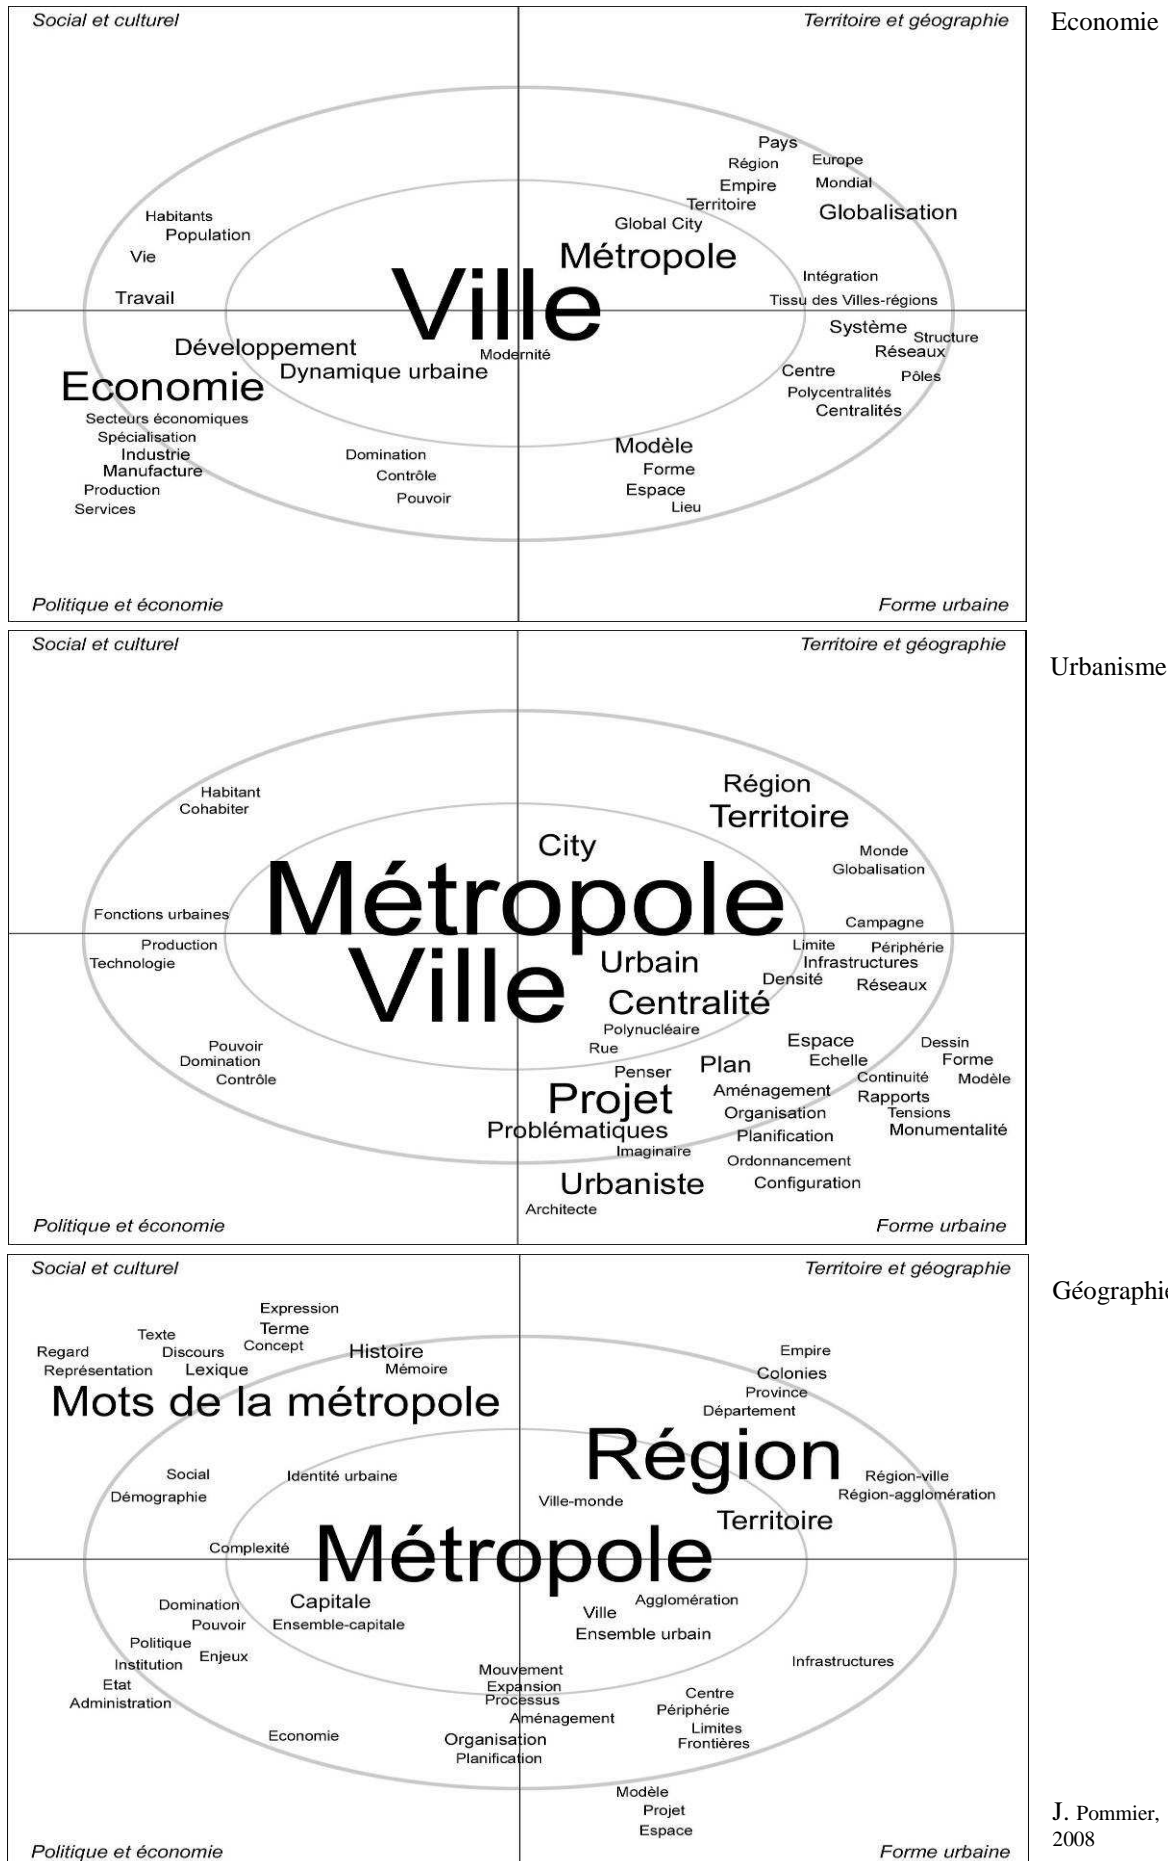 Social et culturel
Territoire et géographie
Economie
Pays
Région
Europe
Empire
Mondial
Territoire
Globalisation
Habitants
Global City
Population
Métropole
Vie
Ville
Intégration
Travail
Tissu des Villes-régions
Système
Structure
Développement
Modernité
Réseaux
Dynamique urbaine
Centre
Pôles
Economie
Polycentralités
Centralités
Secteurs économiques
Spécialisation
Modèle
Industrie
Domination
Manufacture
Contrôle
Forme
Production
Pouvoir
Espace
Services
Lieu
Politique et économie
Forme urbaine
Social et culturel
Territoire et géographie
Urbanisme
Habitant
Région
Cohabiter
Territoire
City
Monde
Globalisation
Métropole
Fonctions urbaines
Campagne
Production
Limite
Périphérie
Technologie
Ville
Urbain
Infrastructures
Densité
Réseaux
Centralité
Polynucléaire
Pouvoir
Rue
Espace
Dessin
Domination
Plan
Echelle
Forme
Contrôle
Penser
Continuité
Modèle
Projet
Aménagement
Rapports
Organisation
Tensions
Problématiques
Planification
Monumentalité
Imaginaire
Ordonnancement
Urbaniste
Configuration
Architecte
Politique et économie
Forme urbaine
Social et culturel
Territoire et géographie
Géographie
Expression
Texte
Terme
Regard
Discours
Concept
Histoire
Empire
Représentation
Lexique
Mémoire
Colonies
Mots de la métropole
Province
Département
Région
Social
Identité urbaine
Région-ville
Démographie
Ville-monde
Région-agglomération
Territoire
Complexité
Métropole
Domination
Capitale
Agglomération
Pouvoir
Ensemble-capitale
Ville
Politique
Ensemble urbain
Institution
Enjeux
Infrastructures
Etat
Mouvement
Administration
Expansion
Centre
Processus
Périphérie
Aménagement
Limites
Economie
Organisation
Frontières
Planification
Modèle
Projet
Espace
J. Pommier,
2008
Politique et économie
Forme urbaine